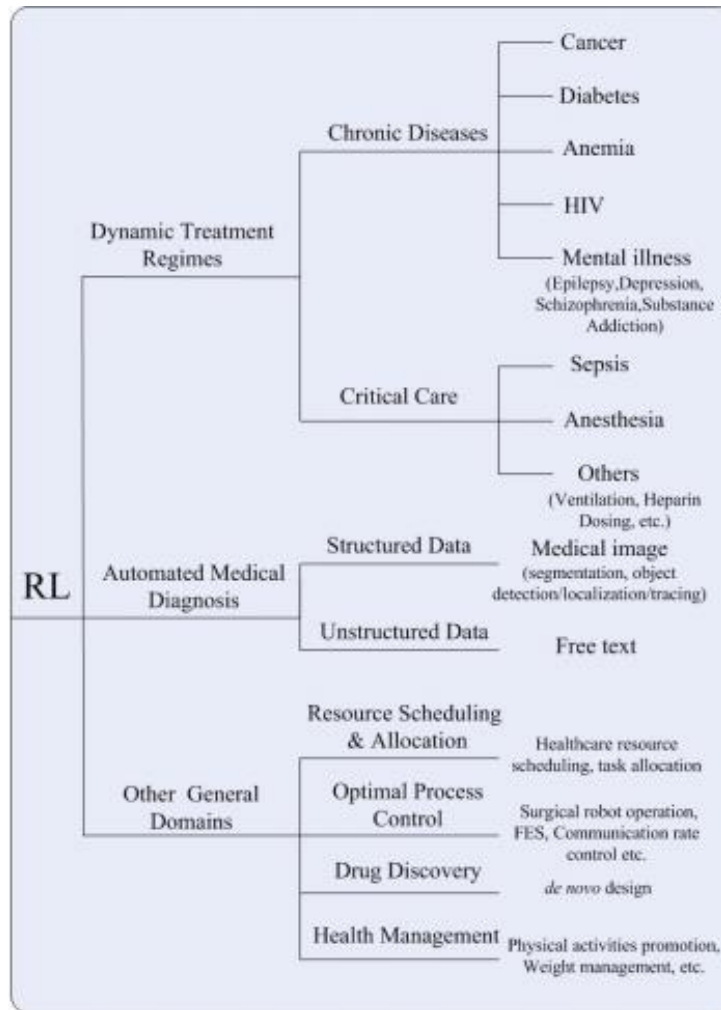 RL
Dynamic Treatment
Regimes
Chronic Diseases
Cancer
Diabetes
Anemia
HIV
Mental illness
(Epilepsy,Depression,
Schizophrenia,Substance
Addiction)
Critical Care
Sepsis
Anesthesia
Others
(Ventilation, Heparin
Dosing, etc.)
Automated Medical
Diagnosis
Structured Data
Medical image
(segmentation, object
detection/localization/tracing)
Unstructured Data
Free text
Other General
Domains
Resource Scheduling
& Allocation
Healthcare resource
scheduling, task allocation
Optimal Process
Control
Surgical robot operation,
FES, Communication rate
control etc.
Drug Discovery
de novo design
Health Management
Physical activities promotion,
Weight management, etc.